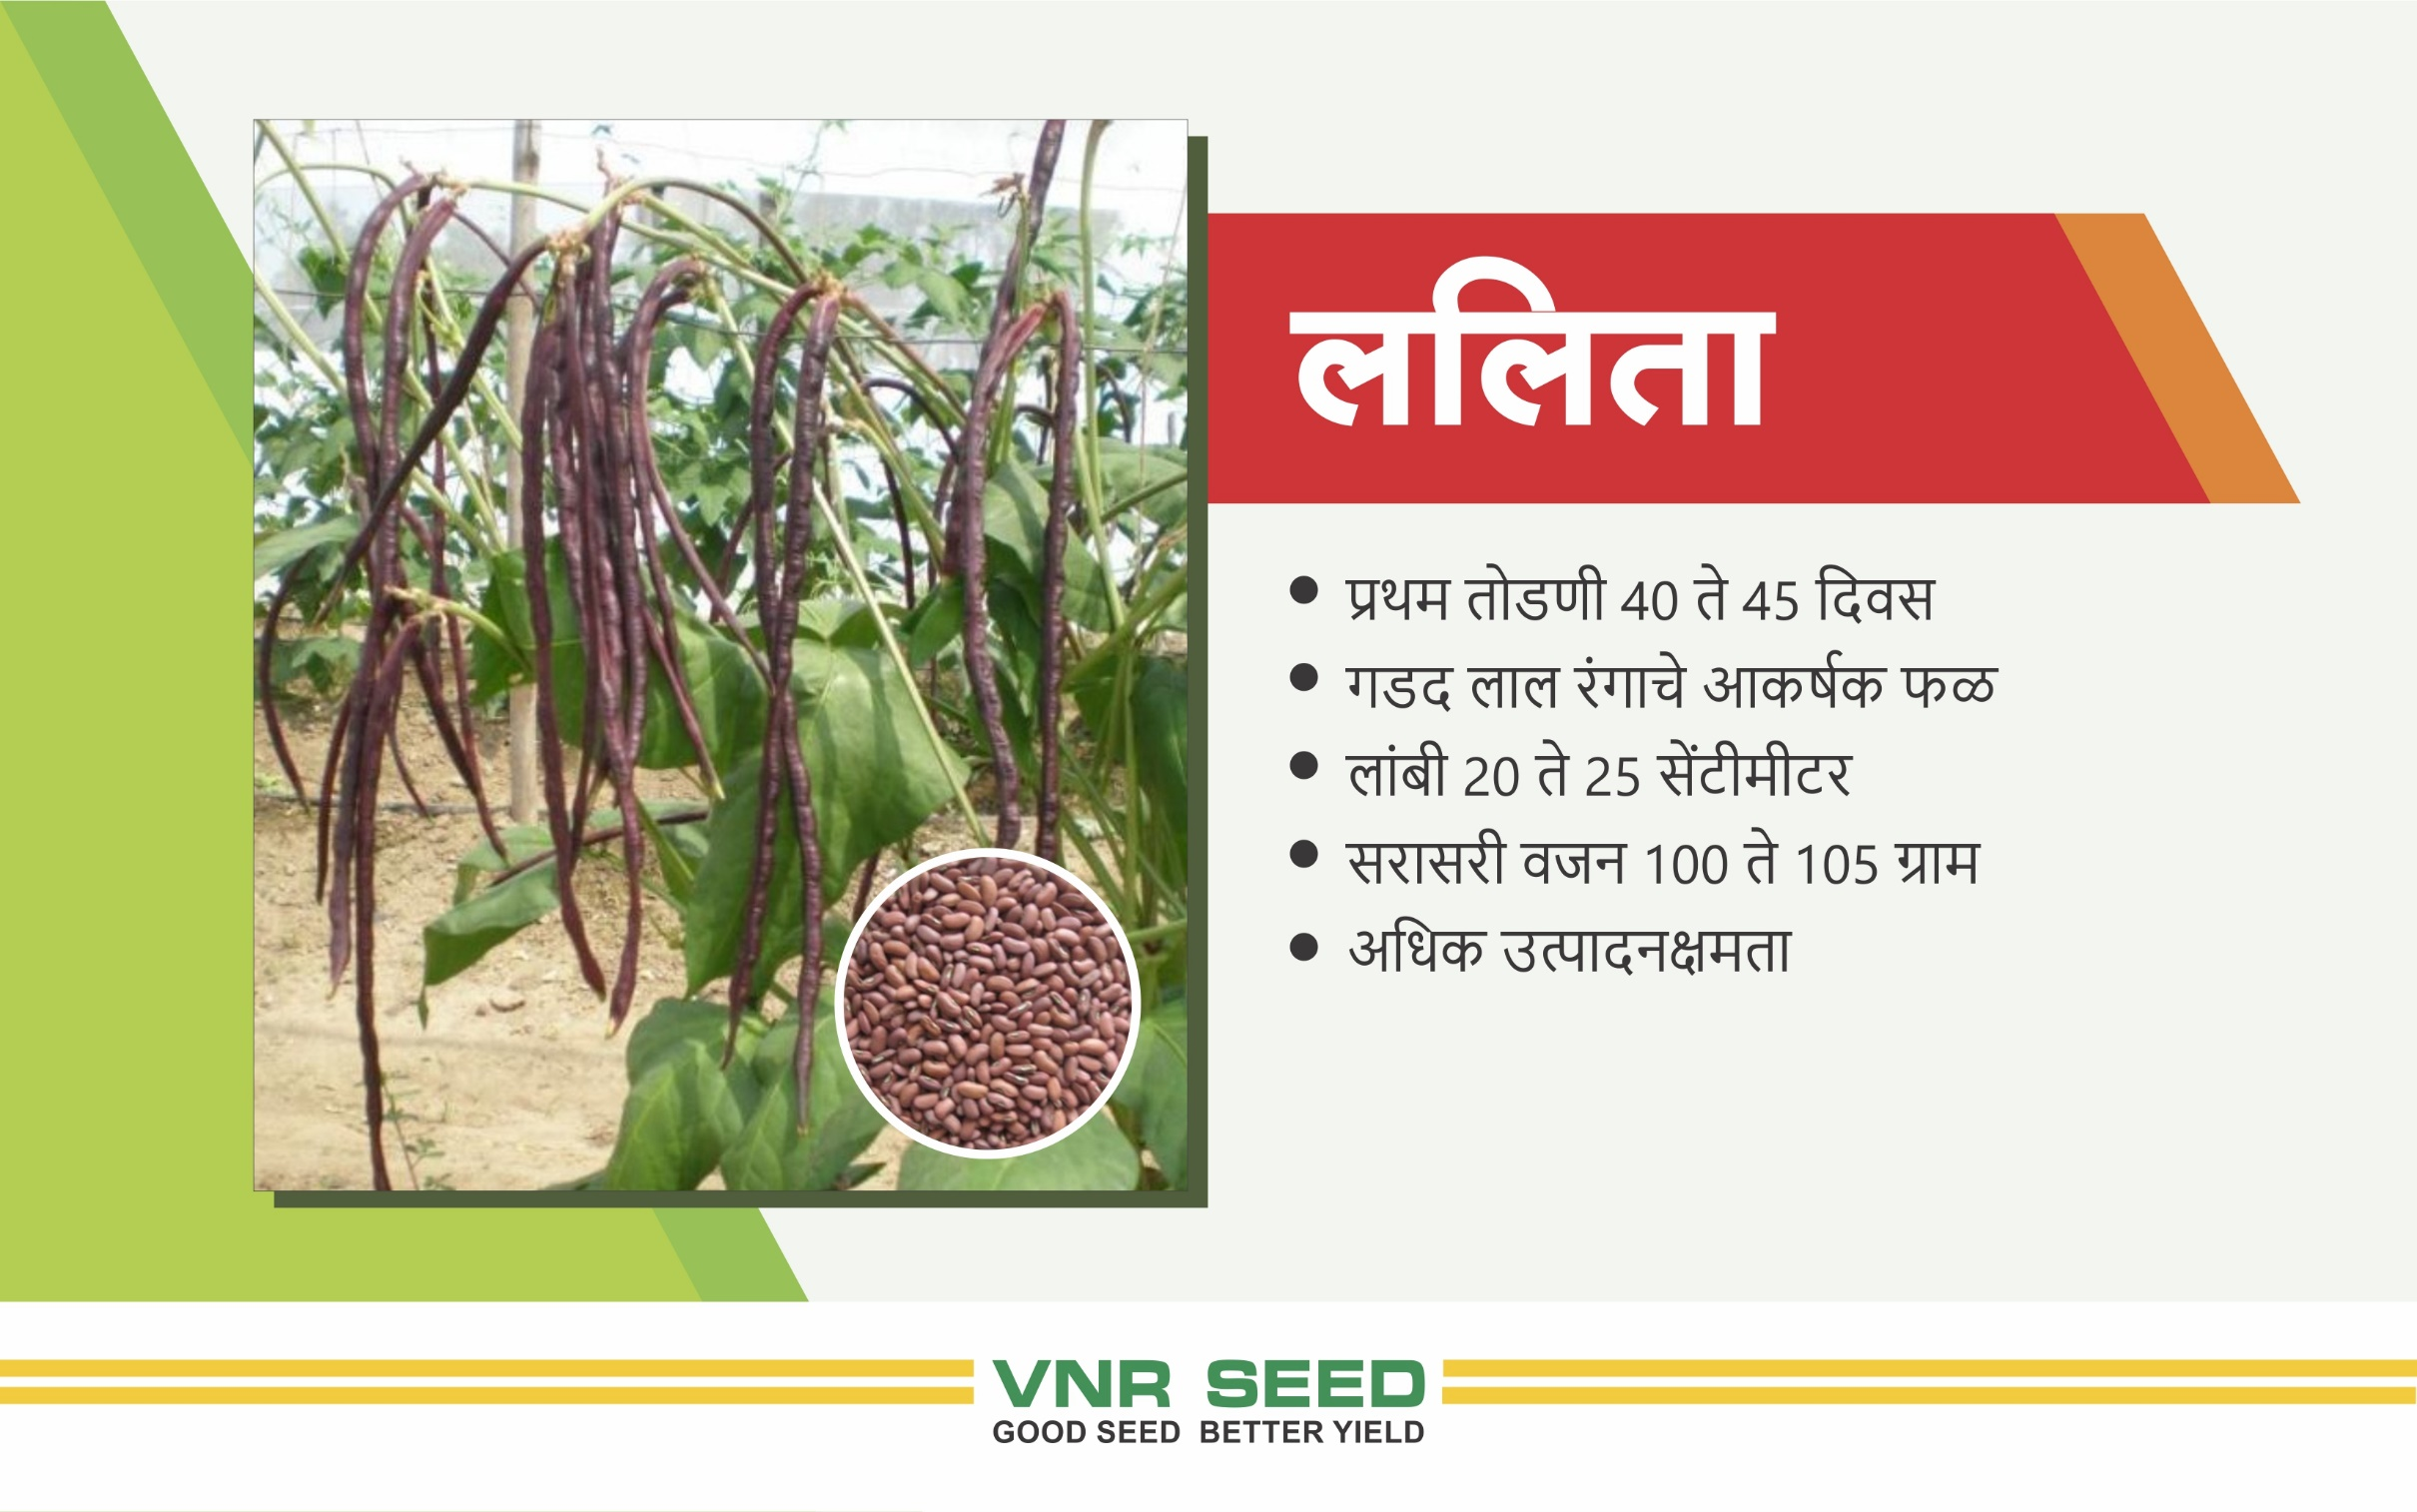 ललिता
● प्रथम तोडणी 40 ते 45 दिवस
● गडद लाल रंगाचे आकर्षक फळ
● लांबी 20 ते 25 सेंटीमीटर
● सरासरी वजन 100 ते 105 ग्राम
● अधिक उत्पादनक्षमता
VNR SEED
GOOD SEED BETTER YIELD